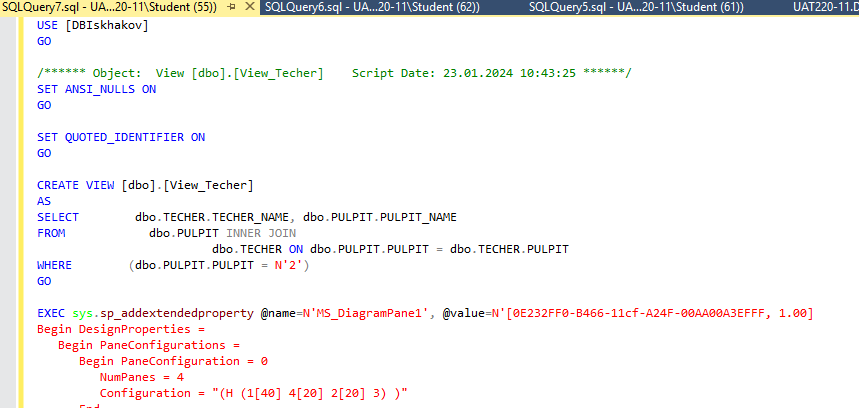 SQLQuery7.sql - UA...20-11\Student (55)) SQLQuery6.sql - UA...20-11\Student (62)) SQLQuery5.sql - UA...20-11\Student (61)) UAT220-11.D
USE [DBIskhakov]
GO
/****** Object:  View [dbo].[View_Techer]    Script Date: 23.01.2024 10:43:25 ******/
SET ANSI_NULLS ON
GO
SET QUOTED_IDENTIFIER ON
GO
CREATE VIEW [dbo].[View_Techer]
AS
SELECT        dbo.TECHER.TECHER_NAME, dbo.PULPIT.PULPIT_NAME
FROM            dbo.PULPIT INNER JOIN
                         dbo.TECHER ON dbo.PULPIT.PULPIT = dbo.TECHER.PULPIT
WHERE        (dbo.PULPIT.PULPIT = N'2')
GO
EXEC sys.sp_addextendedproperty @name=N'MS_DiagramPane1', @value=N'[0E232FF0-B466-11cf-A24F-00AA00A3EFFF, 1.00]
Begin DesignProperties =
   Begin PaneConfigurations =
      Begin PaneConfiguration = 0
         NumPanes = 4
         Configuration = "(H (1[40] 4[20] 2[20] 3) )"
      End